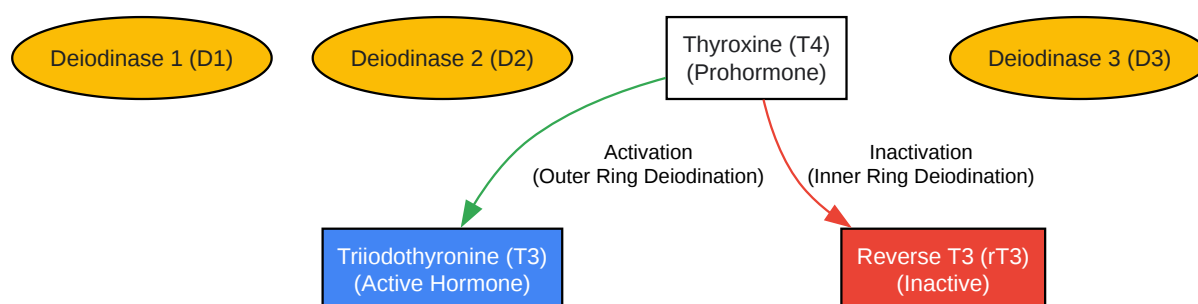 Deiodinase 1 (D1)
Deiodinase 2 (D2)
Thyroxine (T4)
(Prohormone)
Deiodinase 3 (D3)
Activation
(Outer Ring Deiodination)
Inactivation
(Inner Ring Deiodination)
Triiodothyronine (T3)
(Active Hormone)
Reverse T3 (rT3)
(Inactive)